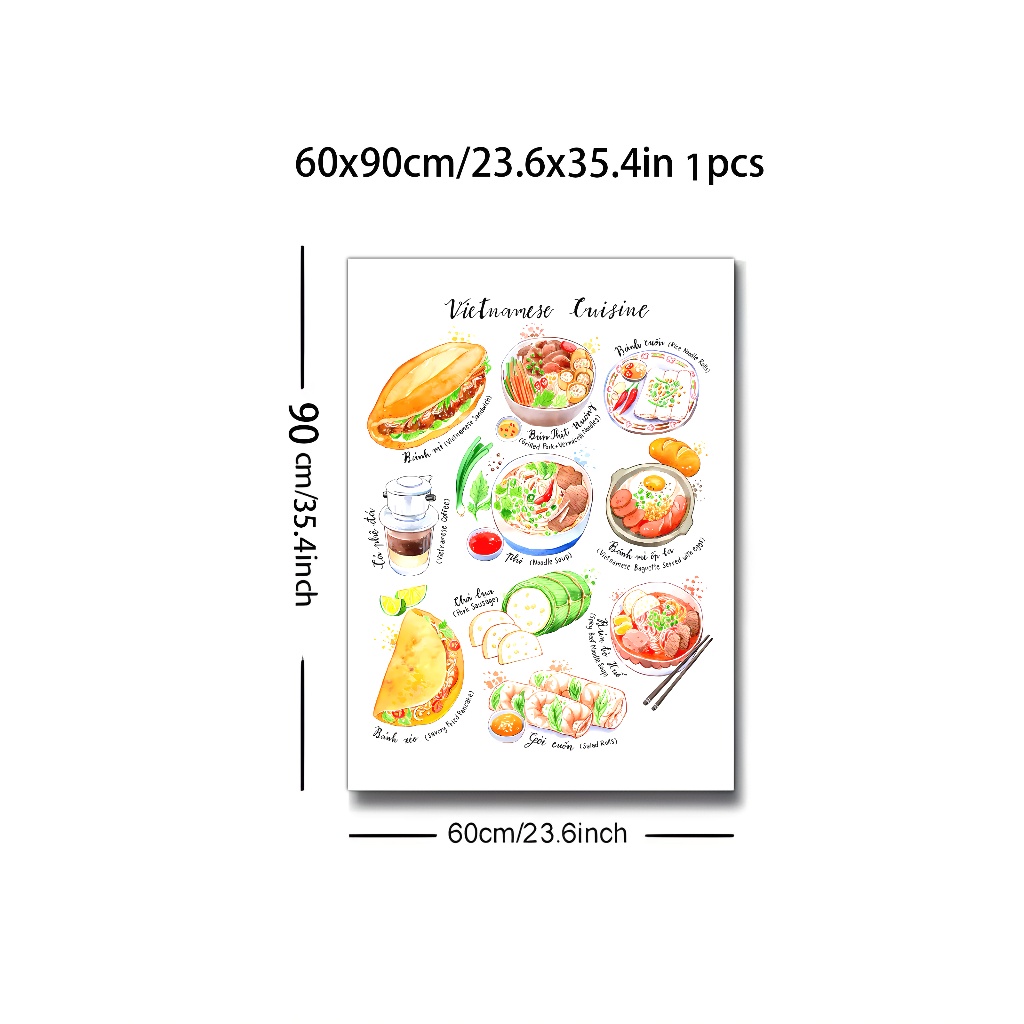 60x90cm/23.6x35.4in 1pcs
90 cm/35.4inch
Vietnamese Cuisine
Bánh mì (Vietnamese Sandwich)
Bún Thịt Nướng
(Grilled Pork+Vermicelli Noodles)
Bánh cuốn (Rice Noodle Rolls)
Cà phê đá
(Vietnamese Coffee)
Phở (Noodle Soup)
Bánh mì ốp la
(Vietnamese Baguette Served with eggs)
Chả lụa
(Pork Sausage)
Bún bò Huế
(Spicy Beef Noodle Soup)
Bánh xèo (Savory Fried Pancake)
Gỏi cuốn (Salad Rolls)
60cm/23.6inch